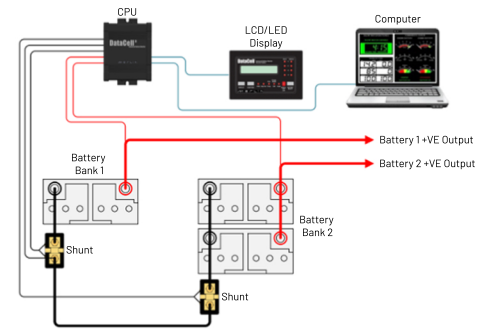 CPU
LCD/LED
Display
Computer
DataCell
DataCell
Battery 1 +VE Output
Battery 2 +VE Output
Battery
Bank 1
Battery
Bank 2
Shunt
Shunt